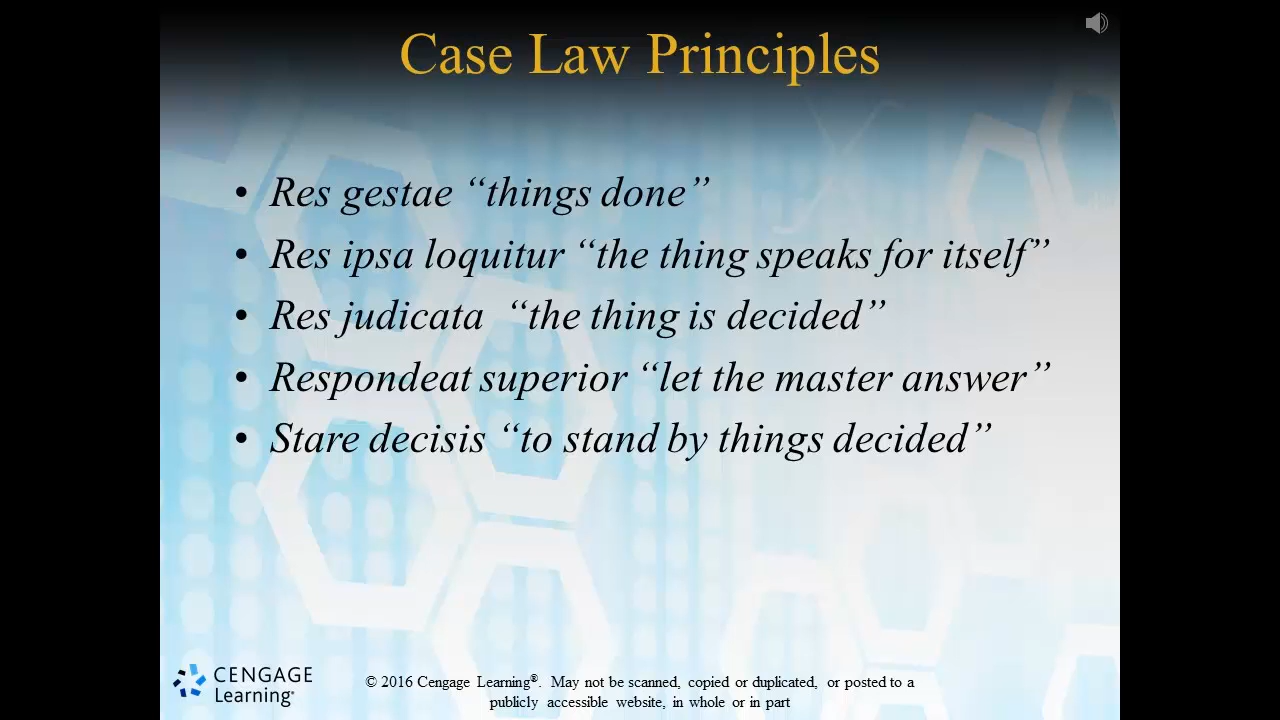 Case Law Principles
• Res gestae “things done”
• Res ipsa loquitur “the thing speaks for itself”
• Res judicata “the thing is decided”
• Respondeat superior “let the master answer”
• Stare decisis “to stand by things decided”
CENGAGE
Learning®
© 2016 Cengage Learning®. May not be scanned, copied or duplicated, or posted to a
publicly accessible website, in whole or in part